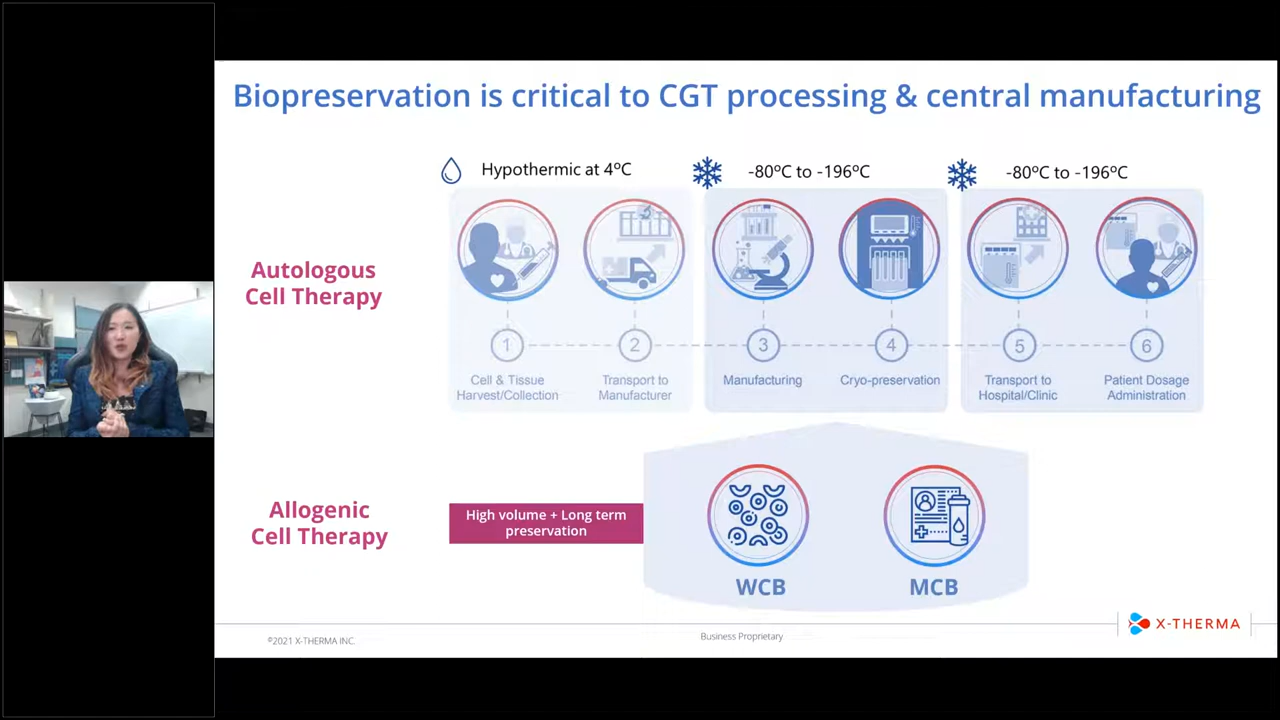 Biopreservation is critical to CGT processing & central manufacturing
Hypothermic at 4ºC
-80ºC to -196ºC
-80ºC to -196ºC
Autologous
Cell Therapy
1
2
3
4
5
6
Cell & Tissue
Harvest/Collection
Transport to
Manufacturer
Manufacturing
Cryo-preservation
Transport to
Hospital/Clinic
Patient Dosage
Administration
Allogenic
Cell Therapy
High volume + Long term
preservation
WCB
MCB
©2021 X-THERMA INC.
Business Proprietary
X-THERMA